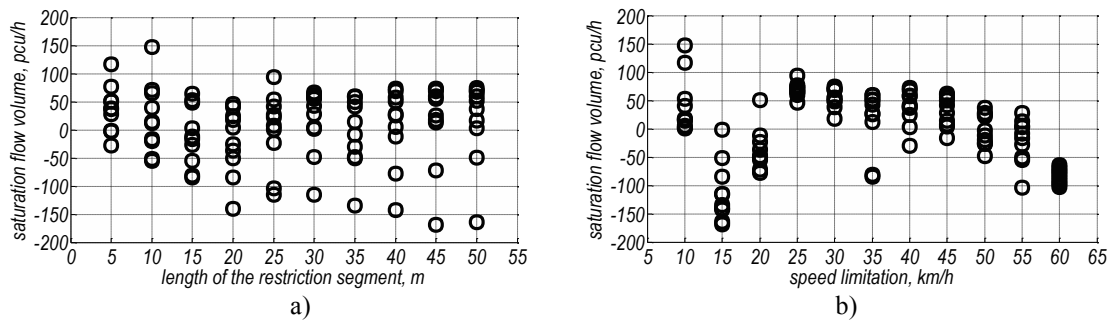 saturation flow volume, pcu/h
200
150
100
50
0
-50
-100
-150
-200
0 5 10 15 20 25 30 35 40 45 50 55
length of the restriction segment, m
a)
saturation flow volume, pcu/h
200
150
100
50
0
-50
-100
-150
-200
5 10 15 20 25 30 35 40 45 50 55 60 65
speed limitation, km/h
b)